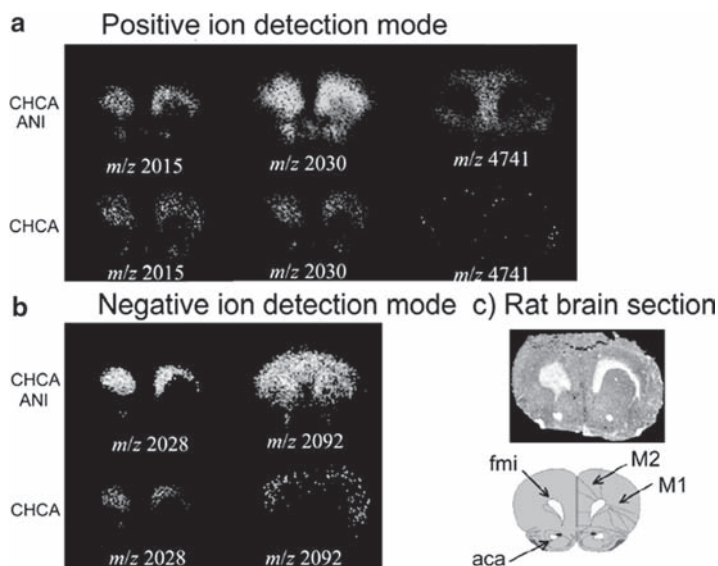 a Positive ion detection mode
CHCA
ANI
m/z 2015 m/z 2030 m/z 4741
CHCA
m/z 2015 m/z 2030 m/z 4741
b Negative ion detection mode
CHCA
ANI
m/z 2028 m/z 2092
CHCA
m/z 2028 m/z 2092
c) Rat brain section
fmi M2
M1
aca